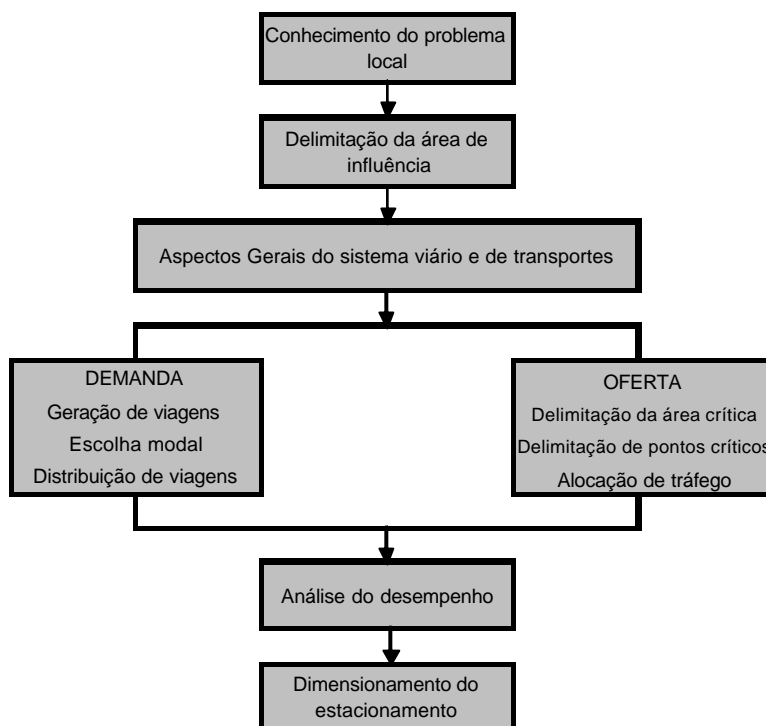 Conhecimento do problema
local
Delimitação da área de
influência
Aspectos Gerais do sistema viário e de transportes
DEMANDA
Geração de viagens
Escolha modal
Distribuição de viagens
OFERTA
Delimitação da área crítica
Delimitação de pontos críticos
Alocação de tráfego
Análise do desempenho
Dimensionamento do
estacionamento